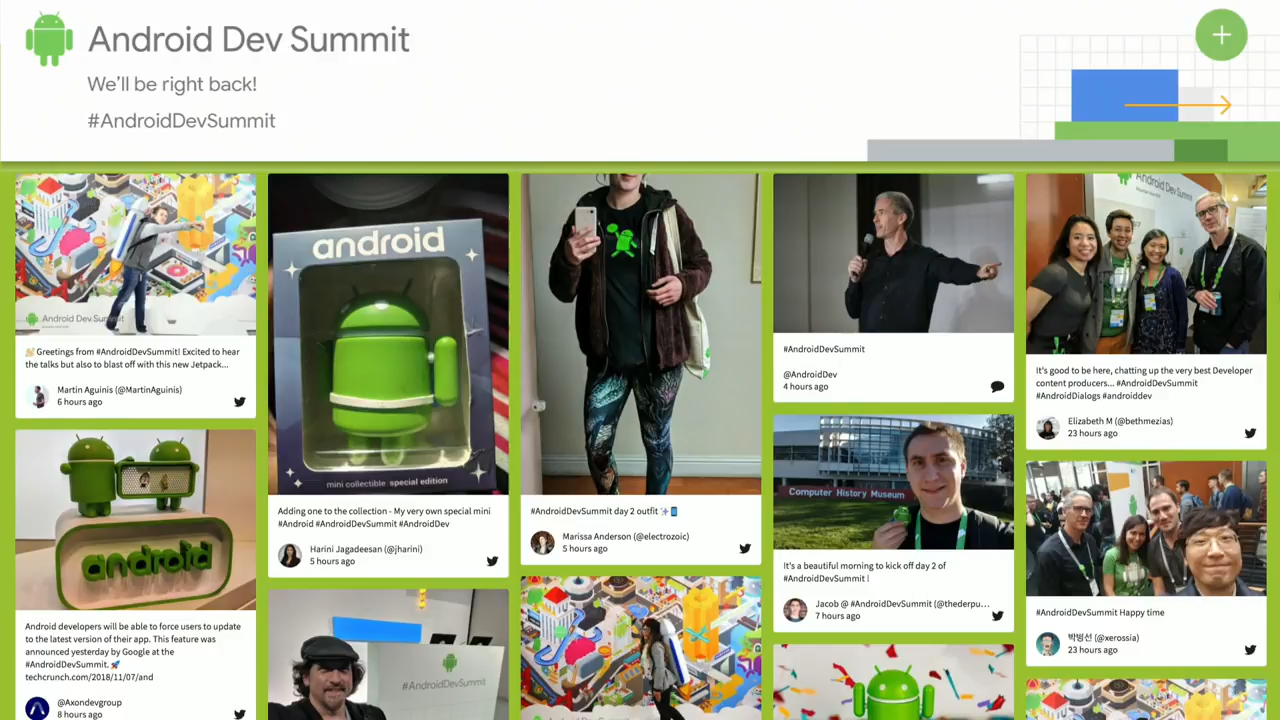 Android Dev Summit
We'll be right back!
#AndroidDevSummit
Android Dev Summit
👋 Greetings from #AndroidDevSummit! Excited to hear
the talks but also to blast off with this new Jetpack...
Martin Aguinis (@MartinAguinis)
6 hours ago
android
Android developers will be able to force users to update
to the latest version of their app. This feature was
announced yesterday by Google at the
#AndroidDevSummit. 🚀
techcrunch.com/2018/11/07/and
@Axondevgroup
8 hours ago
android
mini collectible special edition
Adding one to the collection - My very own special mini
#Android #AndroidDevSummit #AndroidDev
Harini Jagadeesan (@jharini)
5 hours ago
#AndroidDevSummit
#AndroidDevSummit day 2 outfit ✨📱
Marissa Anderson (@electrozoic)
5 hours ago
#AndroidDevSummit
@AndroidDev
4 hours ago
Computer History Museum
It's a beautiful morning to kick off day 2 of
#AndroidDevSummit !
Jacob @ #AndroidDevSummit (@thederpu...
7 hours ago
Android Dev Summit
It's good to be here, chatting up the very best Developer
content producers... #AndroidDevSummit
#AndroidDialogs #androiddev
Elizabeth M (@bethmezias)
23 hours ago
#AndroidDevSummit Happy time
박병선 (@xerossia)
23 hours ago